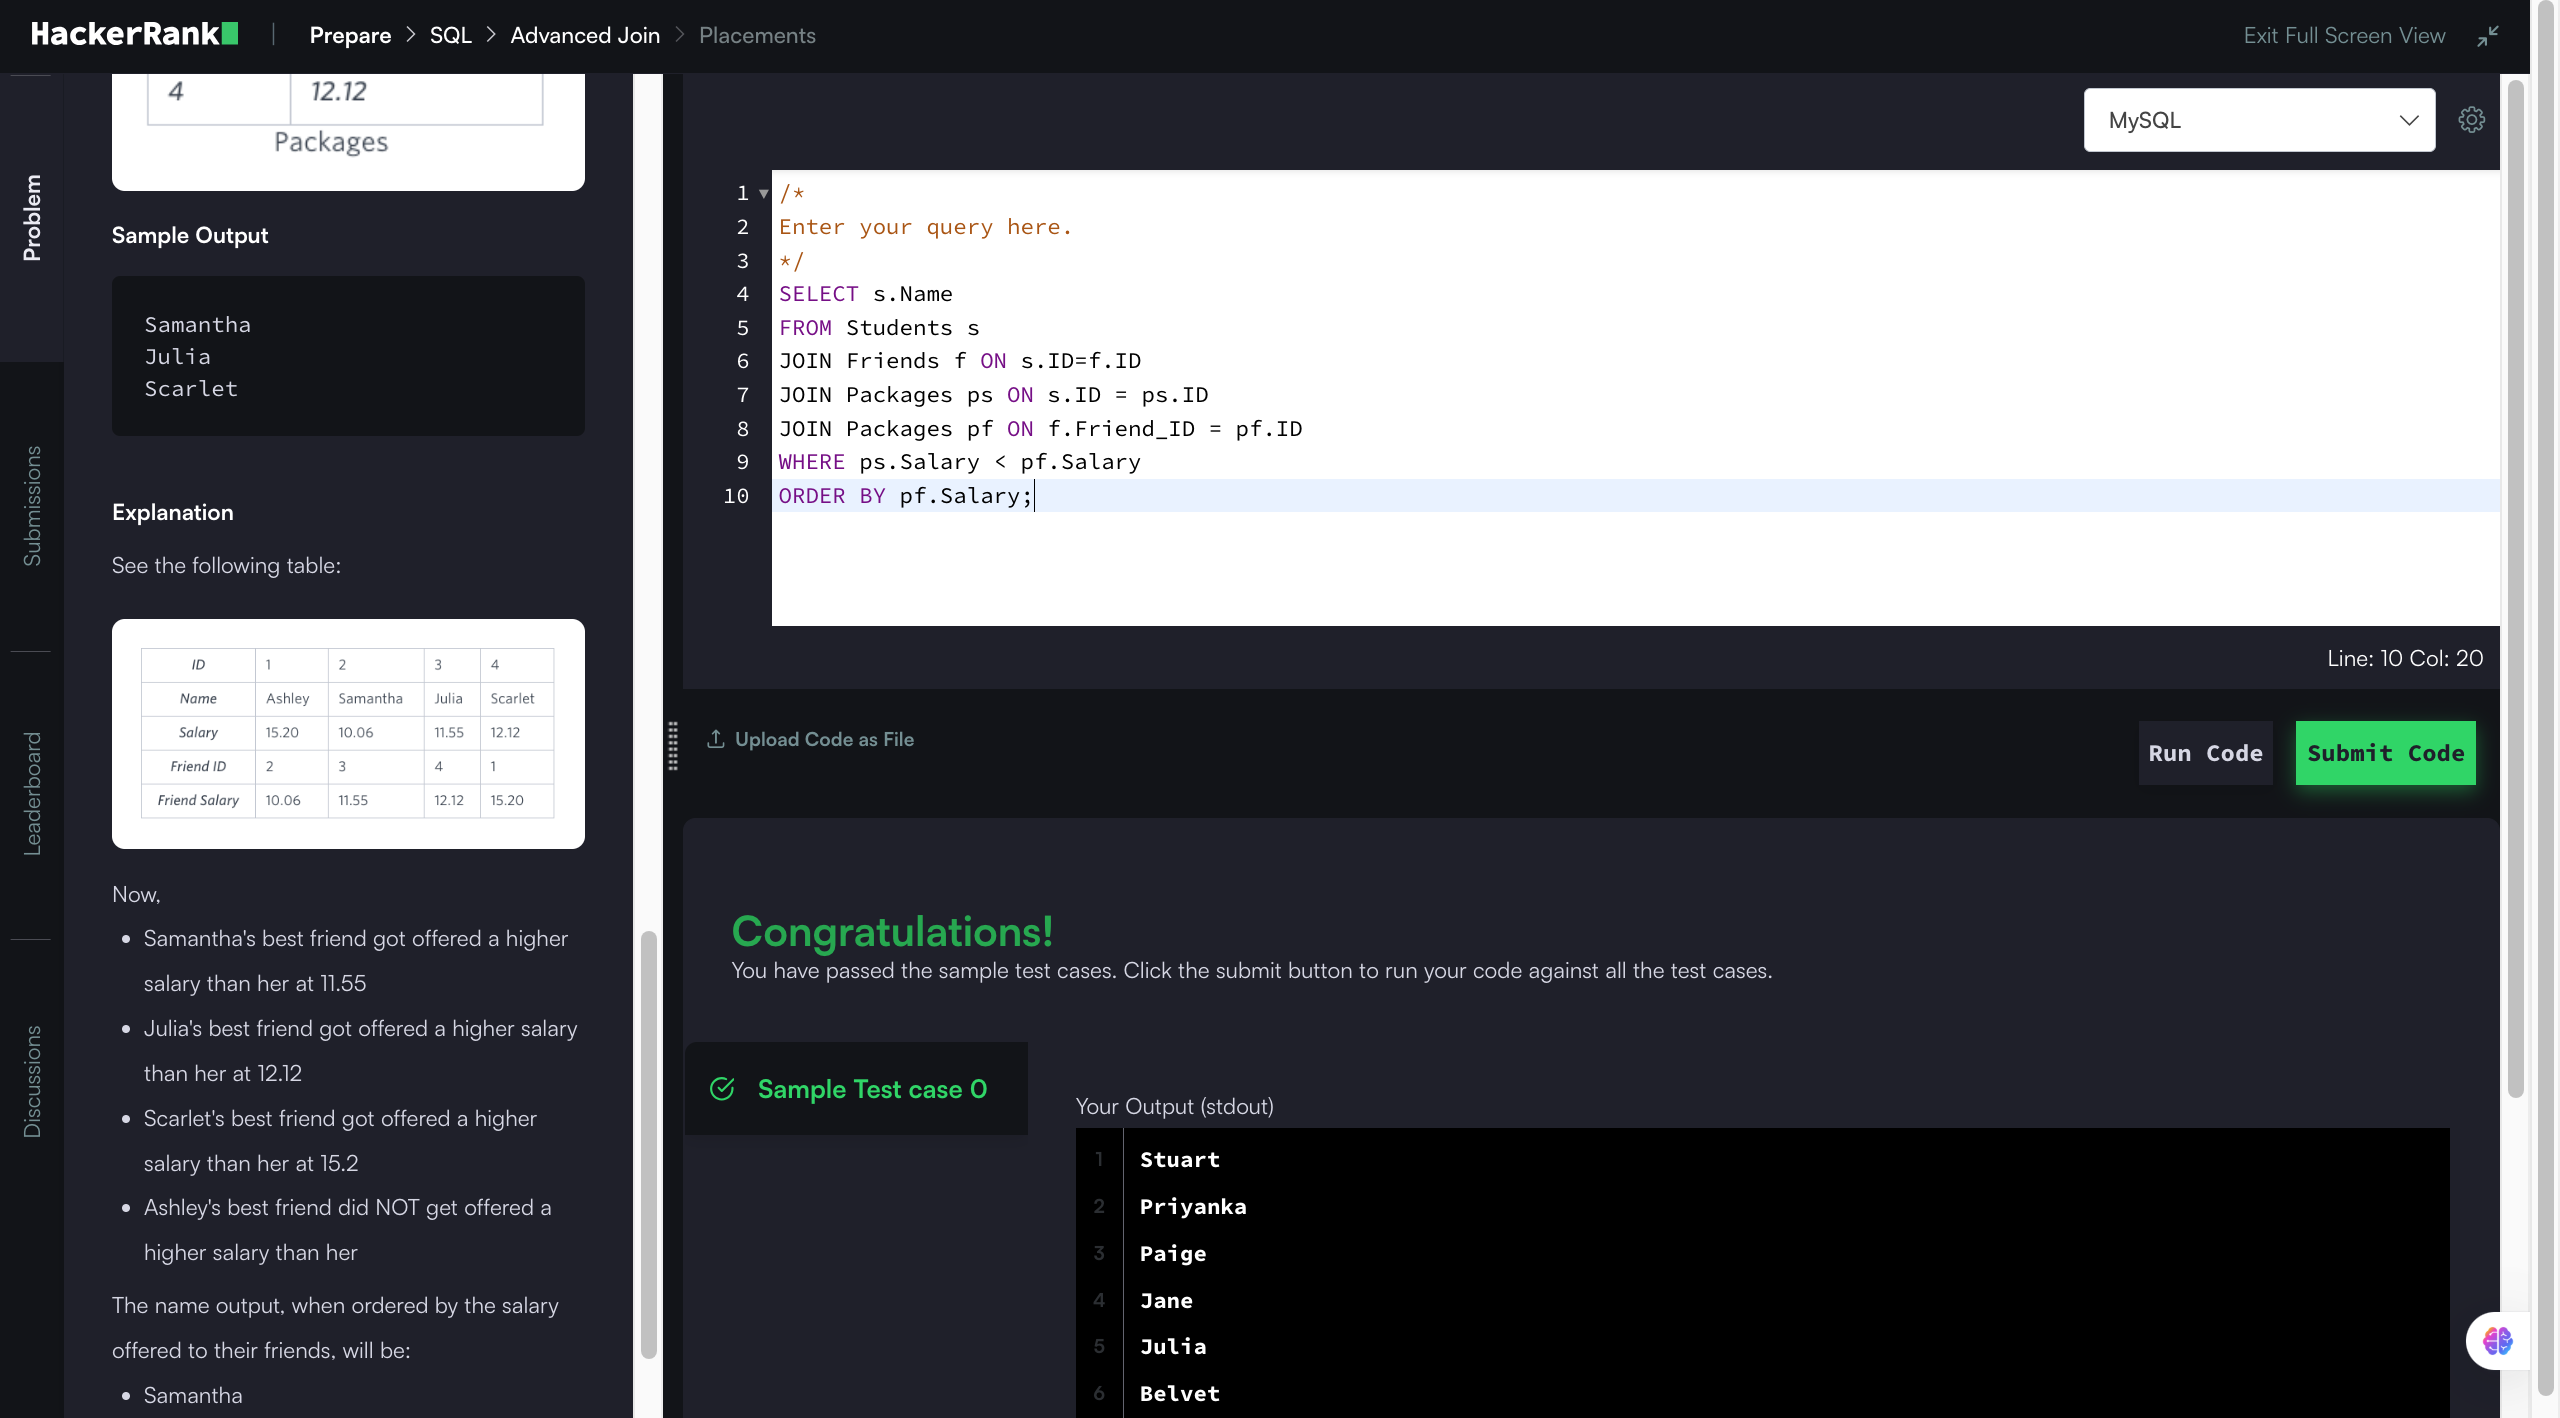 HackerRank
Prepare > SQL > Advanced Join > Placements
Exit Full Screen View
Problem
Submissions
Leaderboard
Discussions
4 12.12
Packages
Sample Output
Samantha
Julia
Scarlet
Explanation
See the following table:
ID 1 2 3 4
Name Ashley Samantha Julia Scarlet
Salary 15.20 10.06 11.55 12.12
Friend ID 2 3 4 1
Friend Salary 10.06 11.55 12.12 15.20
Now,
• Samantha's best friend got offered a higher
salary than her at 11.55
• Julia's best friend got offered a higher salary
than her at 12.12
• Scarlet's best friend got offered a higher
salary than her at 15.2
• Ashley's best friend did NOT get offered a
higher salary than her
The name output, when ordered by the salary
offered to their friends, will be:
• Samantha
MySQL
1 /*
2 Enter your query here.
3 */
4 SELECT s.Name
5 FROM Students s
6 JOIN Friends f ON s.ID=f.ID
7 JOIN Packages ps ON s.ID = ps.ID
8 JOIN Packages pf ON f.Friend_ID = pf.ID
9 WHERE ps.Salary < pf.Salary
10 ORDER BY pf.Salary;
Line: 10 Col: 20
Upload Code as File
Run Code
Submit Code
Congratulations!
You have passed the sample test cases. Click the submit button to run your code against all the test cases.
Sample Test case 0
Your Output (stdout)
1 Stuart
2 Priyanka
3 Paige
4 Jane
5 Julia
6 Belvet